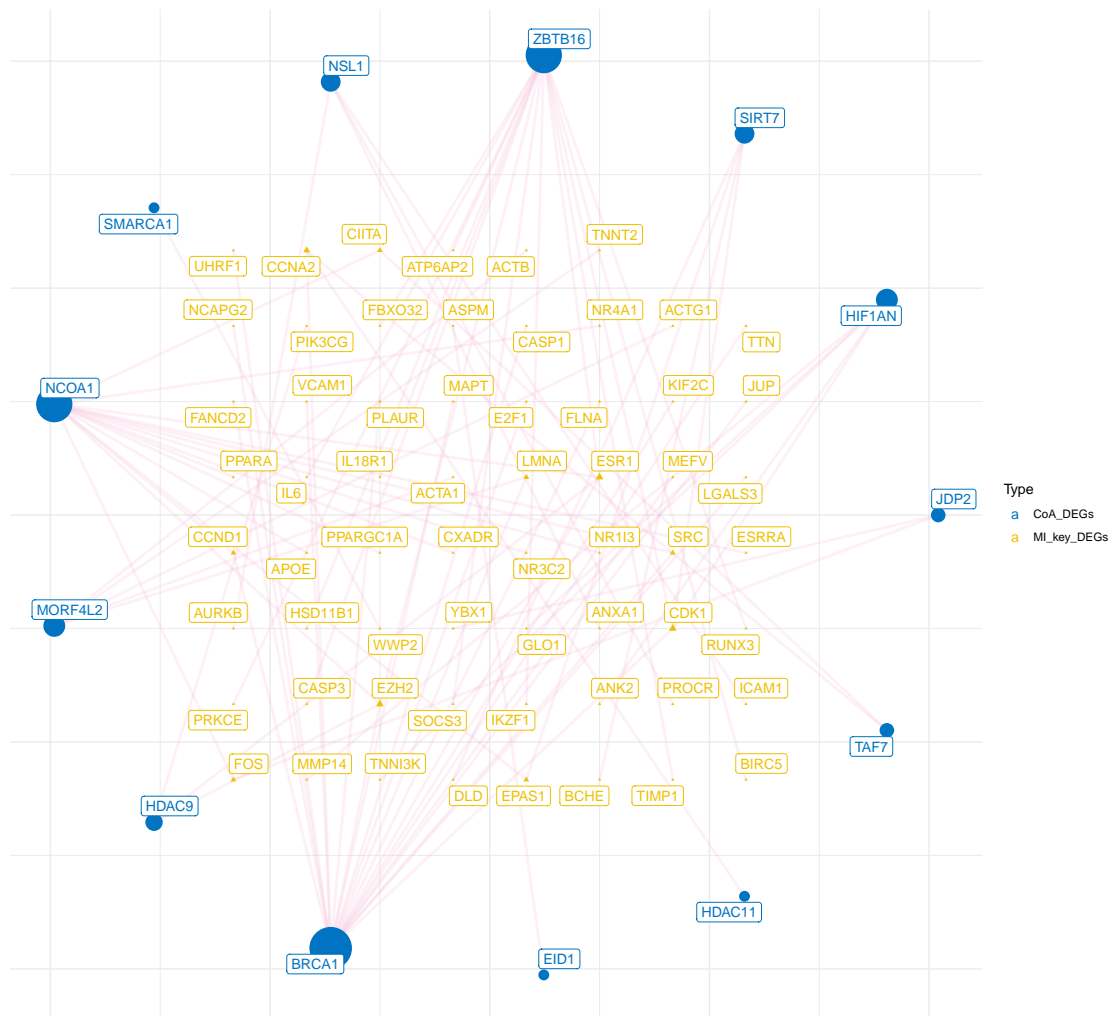 ZBTB16
NSL1
SIRT7
SMARCA1
CIITA
TNNT2
UHRF1
CCNA2
ATP6AP2
ACTB
NCAPG2
FBXO32
ASPM
NR4A1
ACTG1
HIF1AN
PIK3CG
CASP1
TTN
NCOA1
VCAM1
MAPT
KIF2C
JUP
FANCD2
PLAUR
E2F1
FLNA
PPARA
IL18R1
LMNA
ESR1
MEFV
IL6
ACTA1
LGALS3
JDP2
Type
a CoA_DEGs
a MI_key_DEGs
CCND1
PPARGC1A
CXADR
NR1I3
SRC
ESRRA
APOE
NR3C2
MORF4L2
AURKB
HSD11B1
YBX1
ANXA1
CDK1
WWP2
GLO1
RUNX3
CASP3
EZH2
ANK2
PROCR
ICAM1
PRKCE
SOCS3
IKZF1
TAF7
FOS
MMP14
TNNI3K
BIRC5
DLD
EPAS1
BCHE
TIMP1
HDAC9
HDAC11
BRCA1
EID1